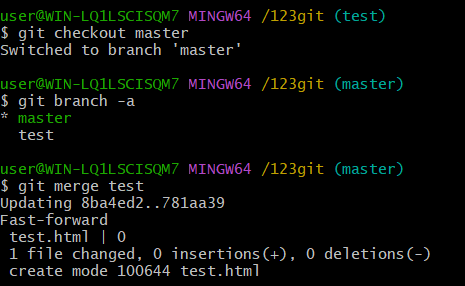 user@WIN-LQ1LSCISQM7 MINGW64 /123git (test)
$ git checkout master
Switched to branch 'master'
user@WIN-LQ1LSCISQM7 MINGW64 /123git (master)
$ git branch -a
* master
  test
user@WIN-LQ1LSCISQM7 MINGW64 /123git (master)
$ git merge test
Updating 8ba4ed2..781aa39
Fast-forward
 test.html | 0
 1 file changed, 0 insertions(+), 0 deletions(-)
 create mode 100644 test.html